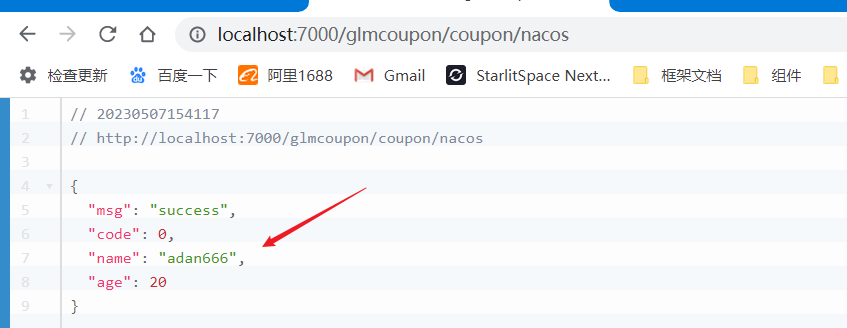 localhost:7000/glmcoupon/coupon/nacos
检查更新 百度一下 阿里1688 Gmail StarlitSpace Next... 框架文档 组件
1 // 20230507154117
2 // http://localhost:7000/glmcoupon/coupon/nacos
3
4 {
5 "msg": "success",
6 "code": 0,
7 "name": "adan666",
8 "age": 20
9 }